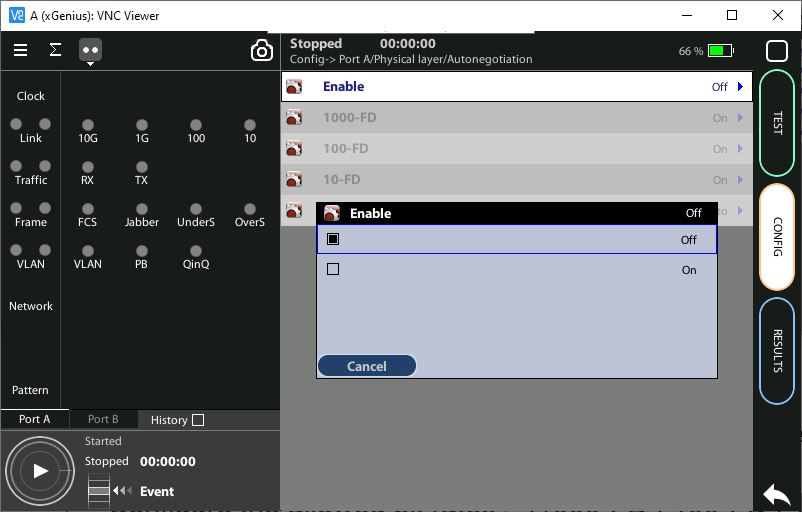 A (xGenius): VNC Viewer
Σ
Stopped 00:00:00
Config-> Port A/Physical layer/Autonegotiation
66 %
Clock
Link 10G 1G 100 10
Traffic RX TX
Frame FCS Jabber UnderS OverS
VLAN VLAN PB QinQ
Network
Pattern
Port A Port B History
Started
Stopped 00:00:00
Event
Enable Off
1000-FD On
100-FD On
10-FD On
Enable Off
Off
On
Cancel
TEST
CONFIG
RESULTS